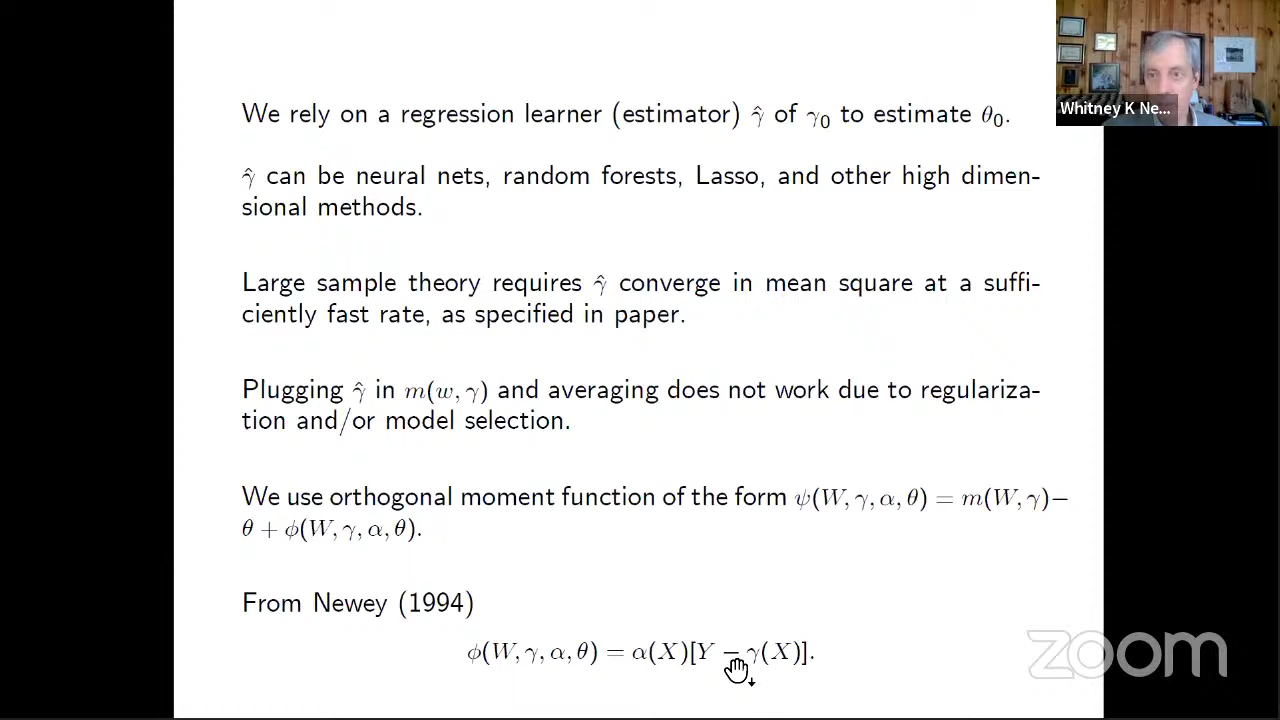 We rely on a regression learner (estimator) γ̂ of γ₀ to estimate θ₀.
γ̂ can be neural nets, random forests, Lasso, and other high dimen-
sional methods.
Large sample theory requires γ̂ converge in mean square at a suffi-
ciently fast rate, as specified in paper.
Plugging γ̂ in m(w, γ) and averaging does not work due to regulariza-
tion and/or model selection.
We use orthogonal moment function of the form ψ(W, γ, α, θ) = m(W, γ)−
θ + ϕ(W, γ, α, θ).
From Newey (1994)
ϕ(W, γ, α, θ) = α(X)[Y − γ(X)].
Whitney K Ne...
zoom